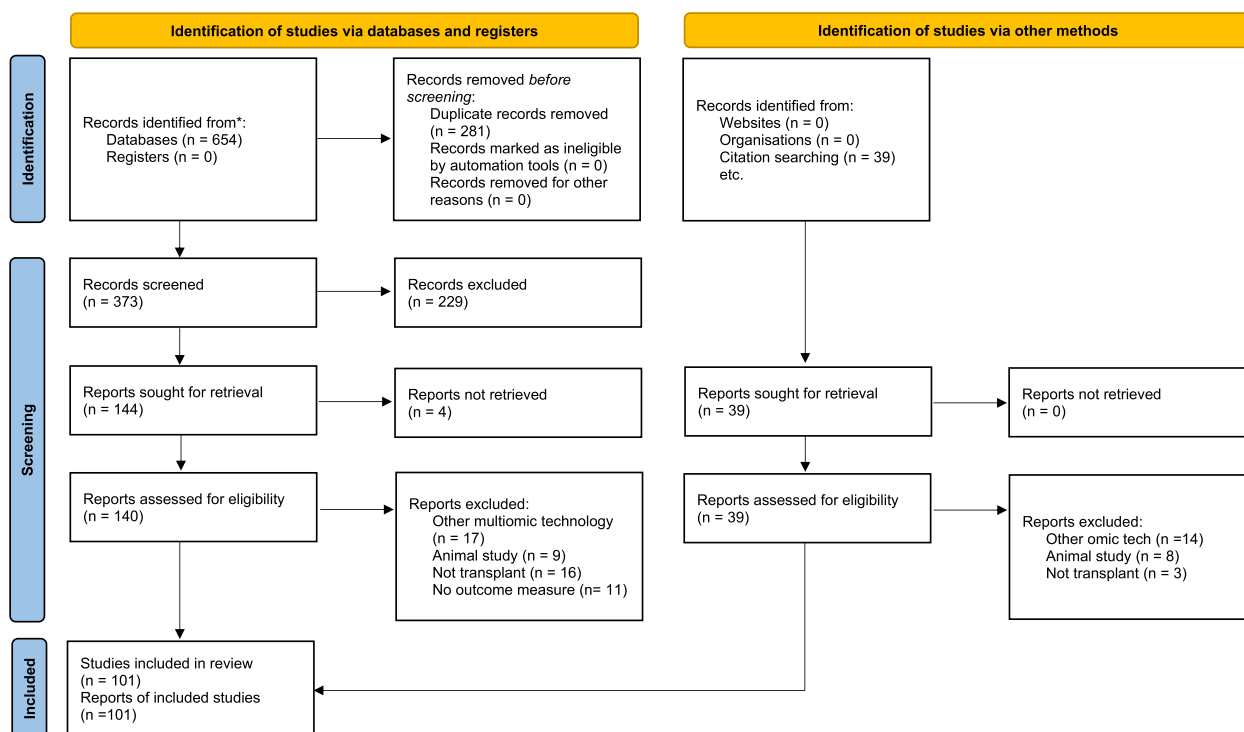 Identification of studies via databases and registers
Identification of studies via other methods
Identification
Records identified from*:
Databases (n = 654)
Registers (n = 0)
Records removed before
screening:
Duplicate records removed
(n = 281)
Records marked as ineligible
by automation tools (n = 0)
Records removed for other
reasons (n = 0)
Records identified from:
Websites (n = 0)
Organisations (n = 0)
Citation searching (n = 39)
etc.
Screening
Records screened
(n = 373)
Records excluded
(n = 229)
Reports sought for retrieval
(n = 144)
Reports not retrieved
(n = 4)
Reports sought for retrieval
(n = 39)
Reports not retrieved
(n = 0)
Reports assessed for eligibility
(n = 140)
Reports excluded:
Other multiomic technology
(n = 17)
Animal study (n = 9)
Not transplant (n = 16)
No outcome measure (n= 11)
Reports assessed for eligibility
(n = 39)
Reports excluded:
Other omic tech (n =14)
Animal study (n = 8)
Not transplant (n = 3)
Included
Studies included in review
(n = 101)
Reports of included studies
(n =101)